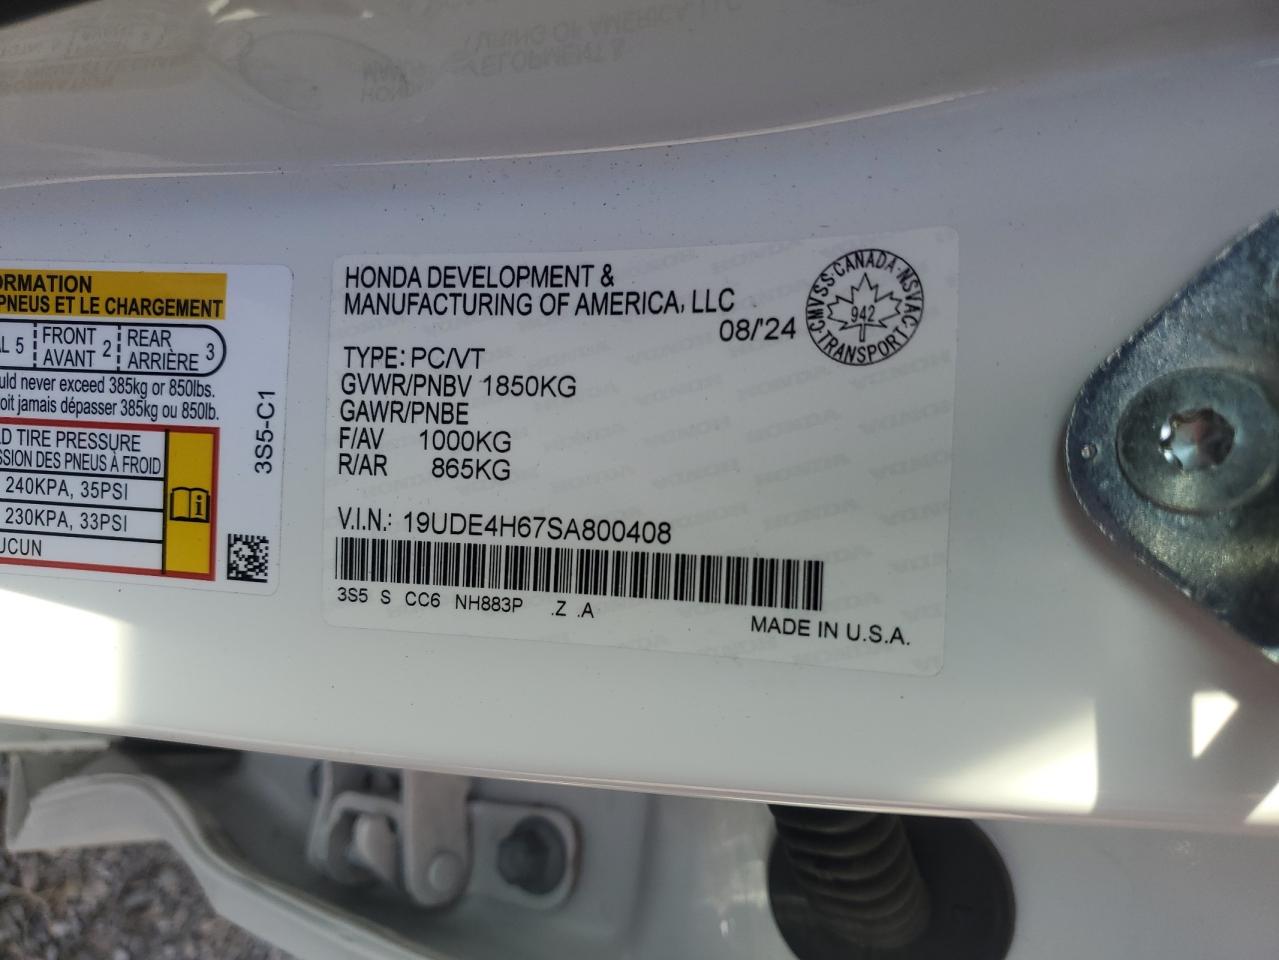 ORMATION
PNEUS ET LE CHARGEMENT
AL 5 FRONT AVANT 2 REAR ARRIÈRE 3
uld never exceed 385kg or 850lbs.
oit jamais dépasser 385kg ou 850lb.
D TIRE PRESSURE
SSION DES PNEUS À FROID
240KPA, 35PSI
230KPA, 33PSI
UCUN
3S5-C1
HONDA DEVELOPMENT &
MANUFACTURING OF AMERICA, LLC
08/'24
CMVSS·CANADA·NSVAC·TRANSPORT
942
TYPE: PC/VT
GVWR/PNBV 1850KG
GAWR/PNBE
F/AV 1000KG
R/AR 865KG
V.I.N.: 19UDE4H67SA800408
3S5 S CC6 NH883P .Z .A
MADE IN U.S.A.